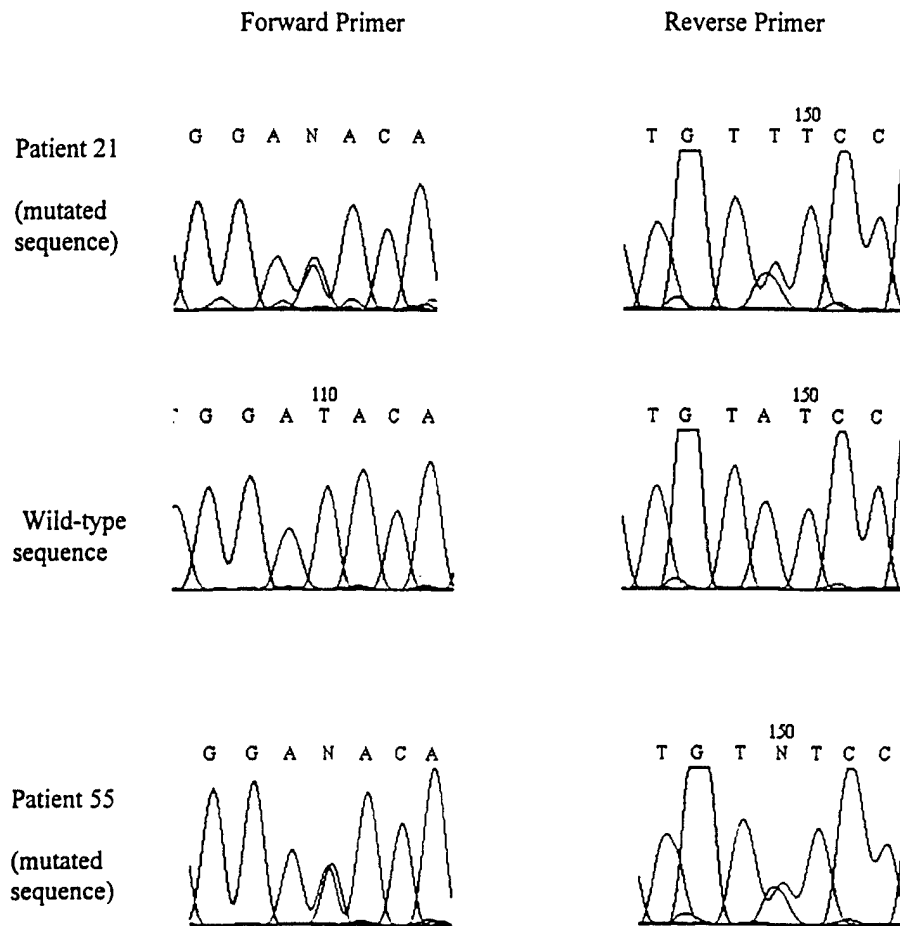 Forward Primer
Reverse Primer
Patient 21
(mutated
sequence)
G G A N A C A
150
T G T T T C C
Wild-type
sequence
110
G G A T A C A
150
T G T A T C C
Patient 55
(mutated
sequence)
G G A N A C A
150
T G T N T C C